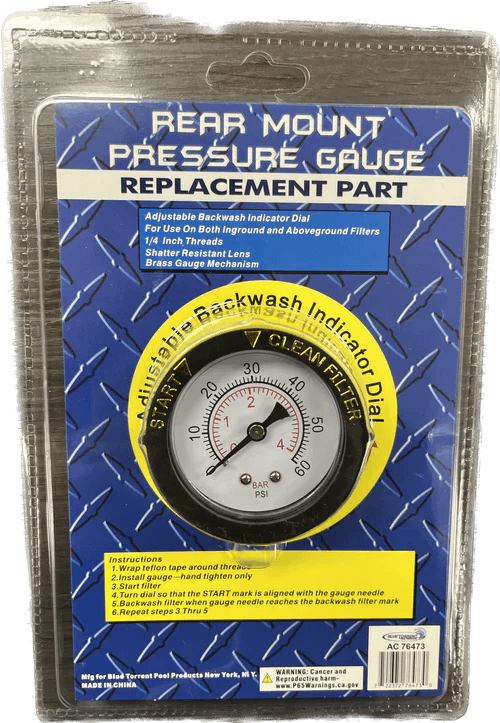 REAR MOUNT
PRESSURE GAUGE
REPLACEMENT PART
Adjustable Backwash Indicator Dial
For Use On Both Inground and Aboveground Filters
1/4 Inch Threads
Shatter Resistant Lens
Brass Gauge Mechanism
Adjustable Backwash Indicator Dial
START CLEAN FILTER
0 10 20 30 40 50 60
0 1 2 3 4
BAR
PSI
Instructions
1.Wrap teflon tape around threads
2.Install gauge—hand tighten only
3.Start filter
4.Turn dial so that the START mark is aligned with the gauge needle
5.Backwash filter when gauge needle reaches the backwash filter mark
6.Repeat steps 3 Thru 5
Mfg for Blue Torrent Pool Products New York, N.Y.
MADE IN CHINA
WARNING: Cancer and
Reproductive harm-
www.P65Warnings.ca.gov
BLUE TORRENT
AC 76473